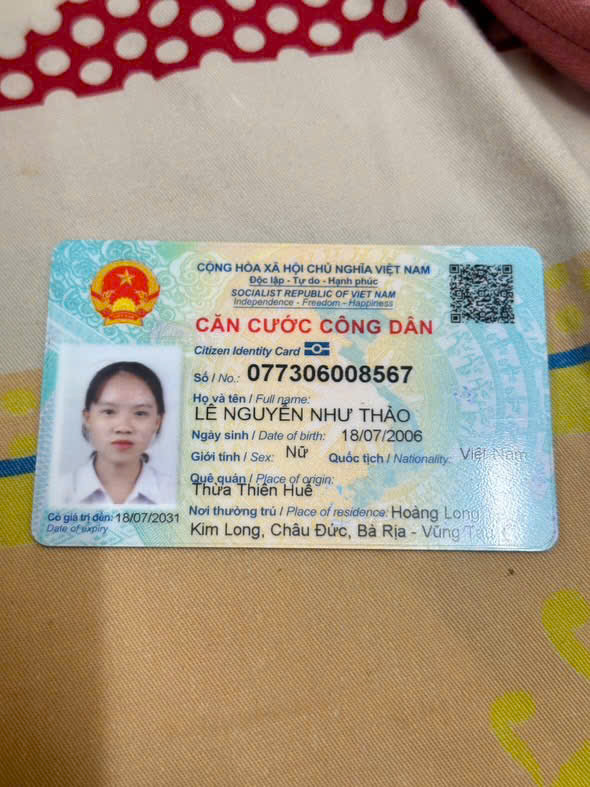 CỘNG HÒA XÃ HỘI CHỦ NGHĨA VIỆT NAM
Độc lập - Tự do - Hạnh phúc
SOCIALIST REPUBLIC OF VIET NAM
Independence - Freedom - Happiness
CĂN CƯỚC CÔNG DÂN
Citizen Identity Card
Số / No.: 077306008567
Họ và tên / Full name:
LÊ NGUYỄN NHƯ THẢO
Ngày sinh / Date of birth: 18/07/2006
Giới tính / Sex: Nữ Quốc tịch / Nationality: Việt Nam
Quê quán / Place of origin:
Thừa Thiên Huế
Nơi thường trú / Place of residence: Hoàng Long
Kim Long, Châu Đức, Bà Rịa - Vũng Tàu
Có giá trị đến: 18/07/2031
Date of expiry